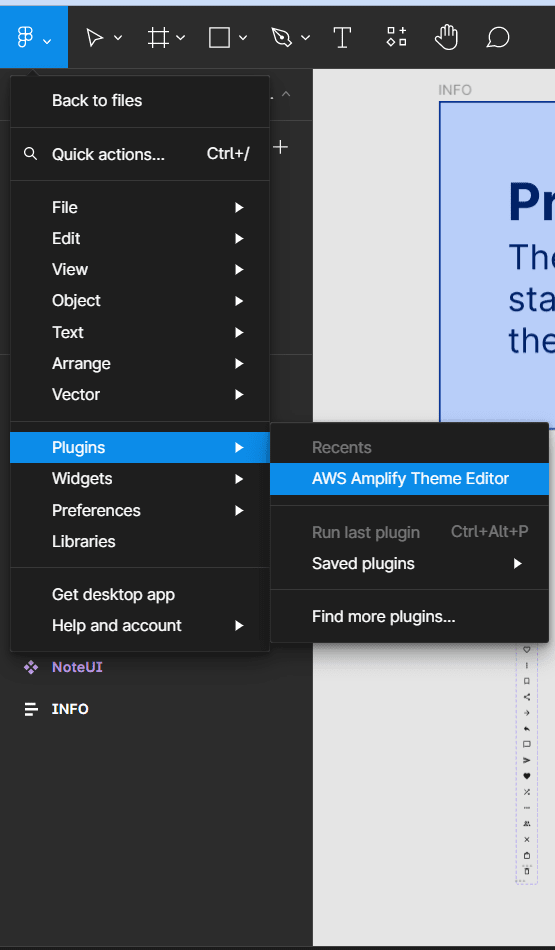 INFO
Back to files
Quick actions... Ctrl+/
File
Edit
View
Object
Text
Arrange
Vector
Plugins
Widgets
Preferences
Libraries
Get desktop app
Help and account
Recents
AWS Amplify Theme Editor
Run last plugin Ctrl+Alt+P
Saved plugins
Find more plugins...
Pr
The
sta
the
NoteUI
INFO